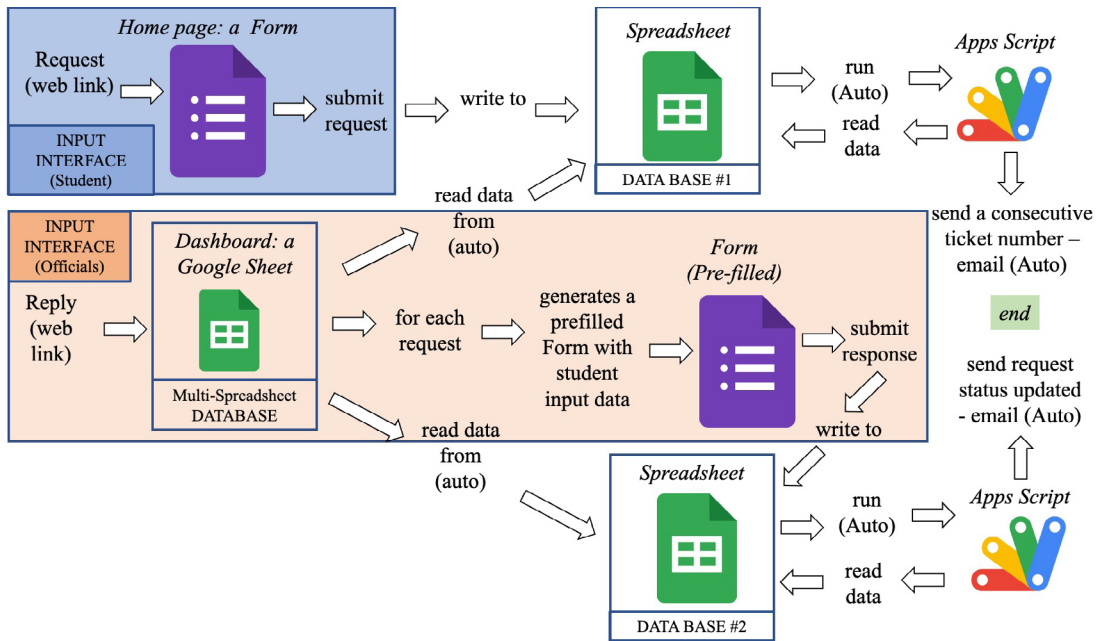 Home page: a  Form
Request
(web link)
submit
request
INPUT
INTERFACE
(Student)
write to
Spreadsheet
DATA BASE #1
run
(Auto)
read
data
Apps Script
send a consecutive
ticket number –
email (Auto)
end
send request
status updated
- email (Auto)
read data
from
(auto)
INPUT
INTERFACE
(Officials)
Reply
(web
link)
Dashboard: a
Google Sheet
Multi-Spreadsheet
DATABASE
for each
request
generates a
prefilled
Form with
student
input data
Form
(Pre-filled)
submit
response
write to
read data
from
(auto)
Spreadsheet
DATA BASE #2
run
(Auto)
read
data
Apps Script